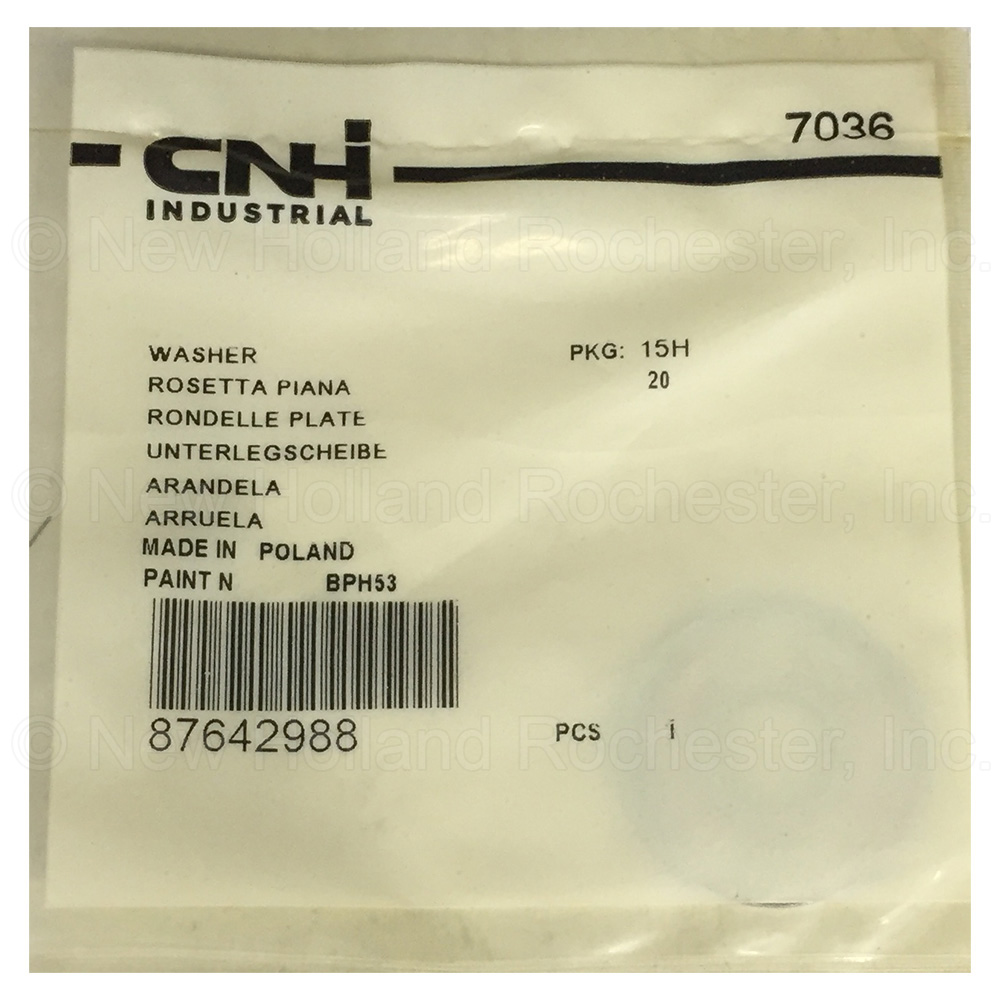 7036
CNH
INDUSTRIAL
© New Holland Rochester, Inc.
WASHER PKG: 15H
ROSETTA PIANA 20
RONDELLE PLATE
UNTERLEGSCHEIBE
ARANDELA
© New Holland Rochester, Inc.
ARRUELA
MADE IN POLAND
PAINT N BPH53
87642988 PCS 1
© New Holland Rochester, Inc.